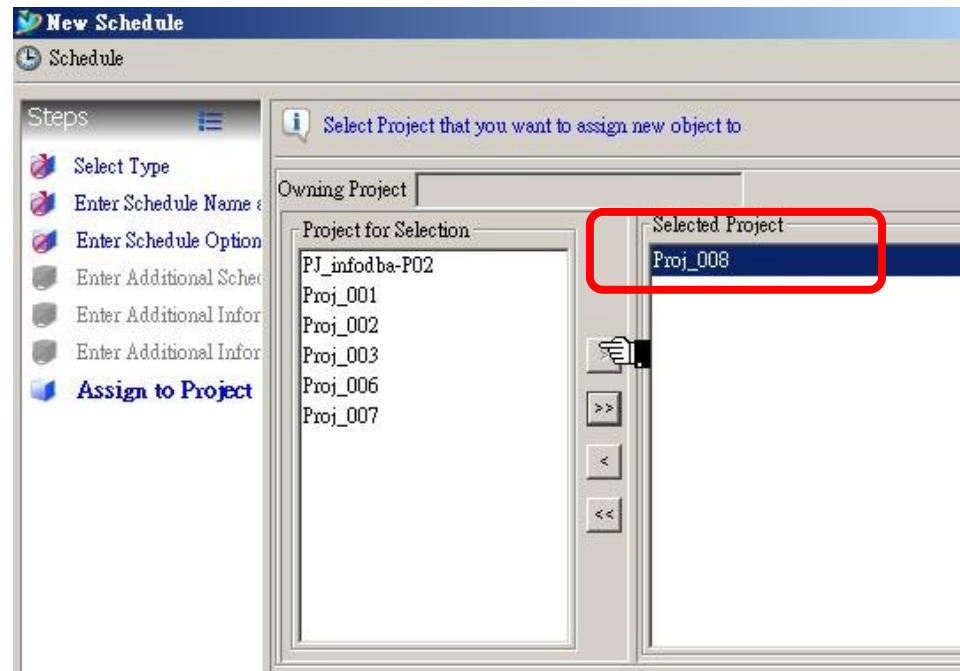 New Schedule
Schedule
Steps
Select Type
Enter Schedule Name a
Enter Schedule Option
Enter Additional Sched
Enter Additional Infor
Enter Additional Infor
Assign to Project
Select Project that you want to assign new object to
Owning Project
Project for Selection
PJ_infodba-P02
Proj_001
Proj_002
Proj_003
Proj_006
Proj_007
>>
<
<<
Selected Project
Proj_008